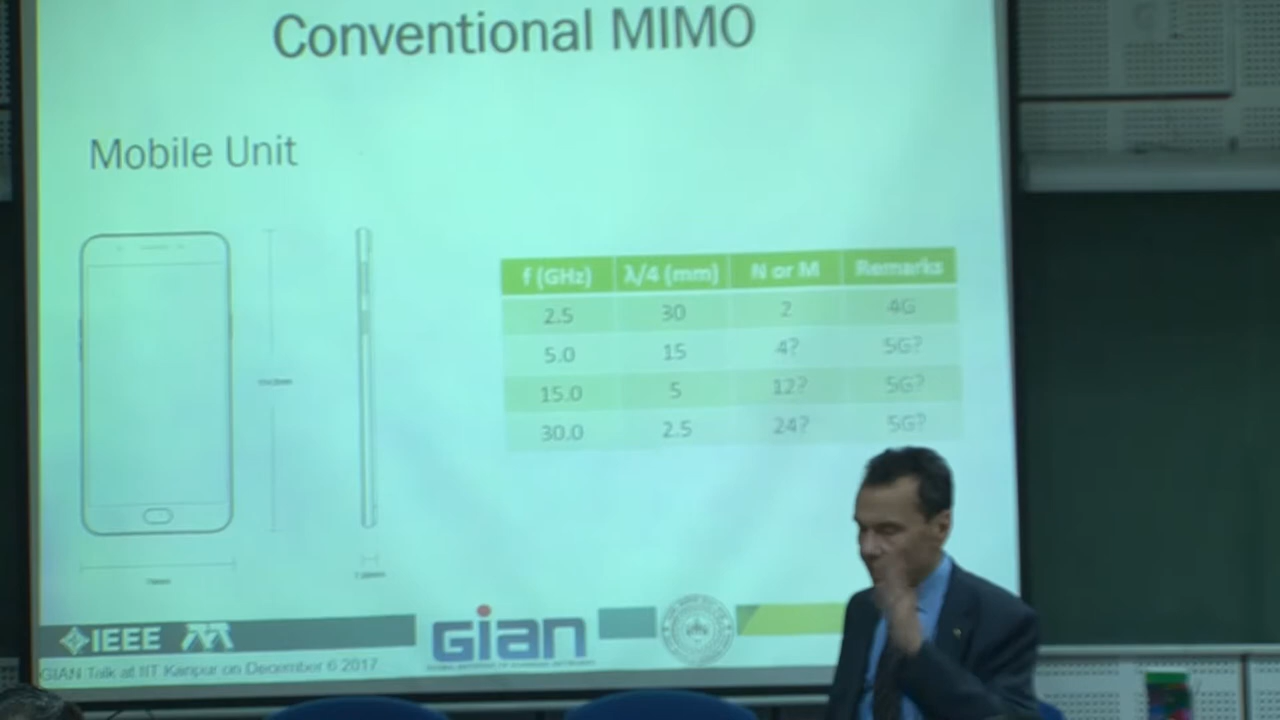 Conventional MIMO
Mobile Unit
f (GHz) λ/4 (mm) N or M Remarks
2.5 30 2 4G
5.0 15 4? 5G?
15.0 5 12? 5G?
30.0 2.5 24? 5G?
IEEE
Gian
GIAN Talk at IIT Kanpur on December 6 2017